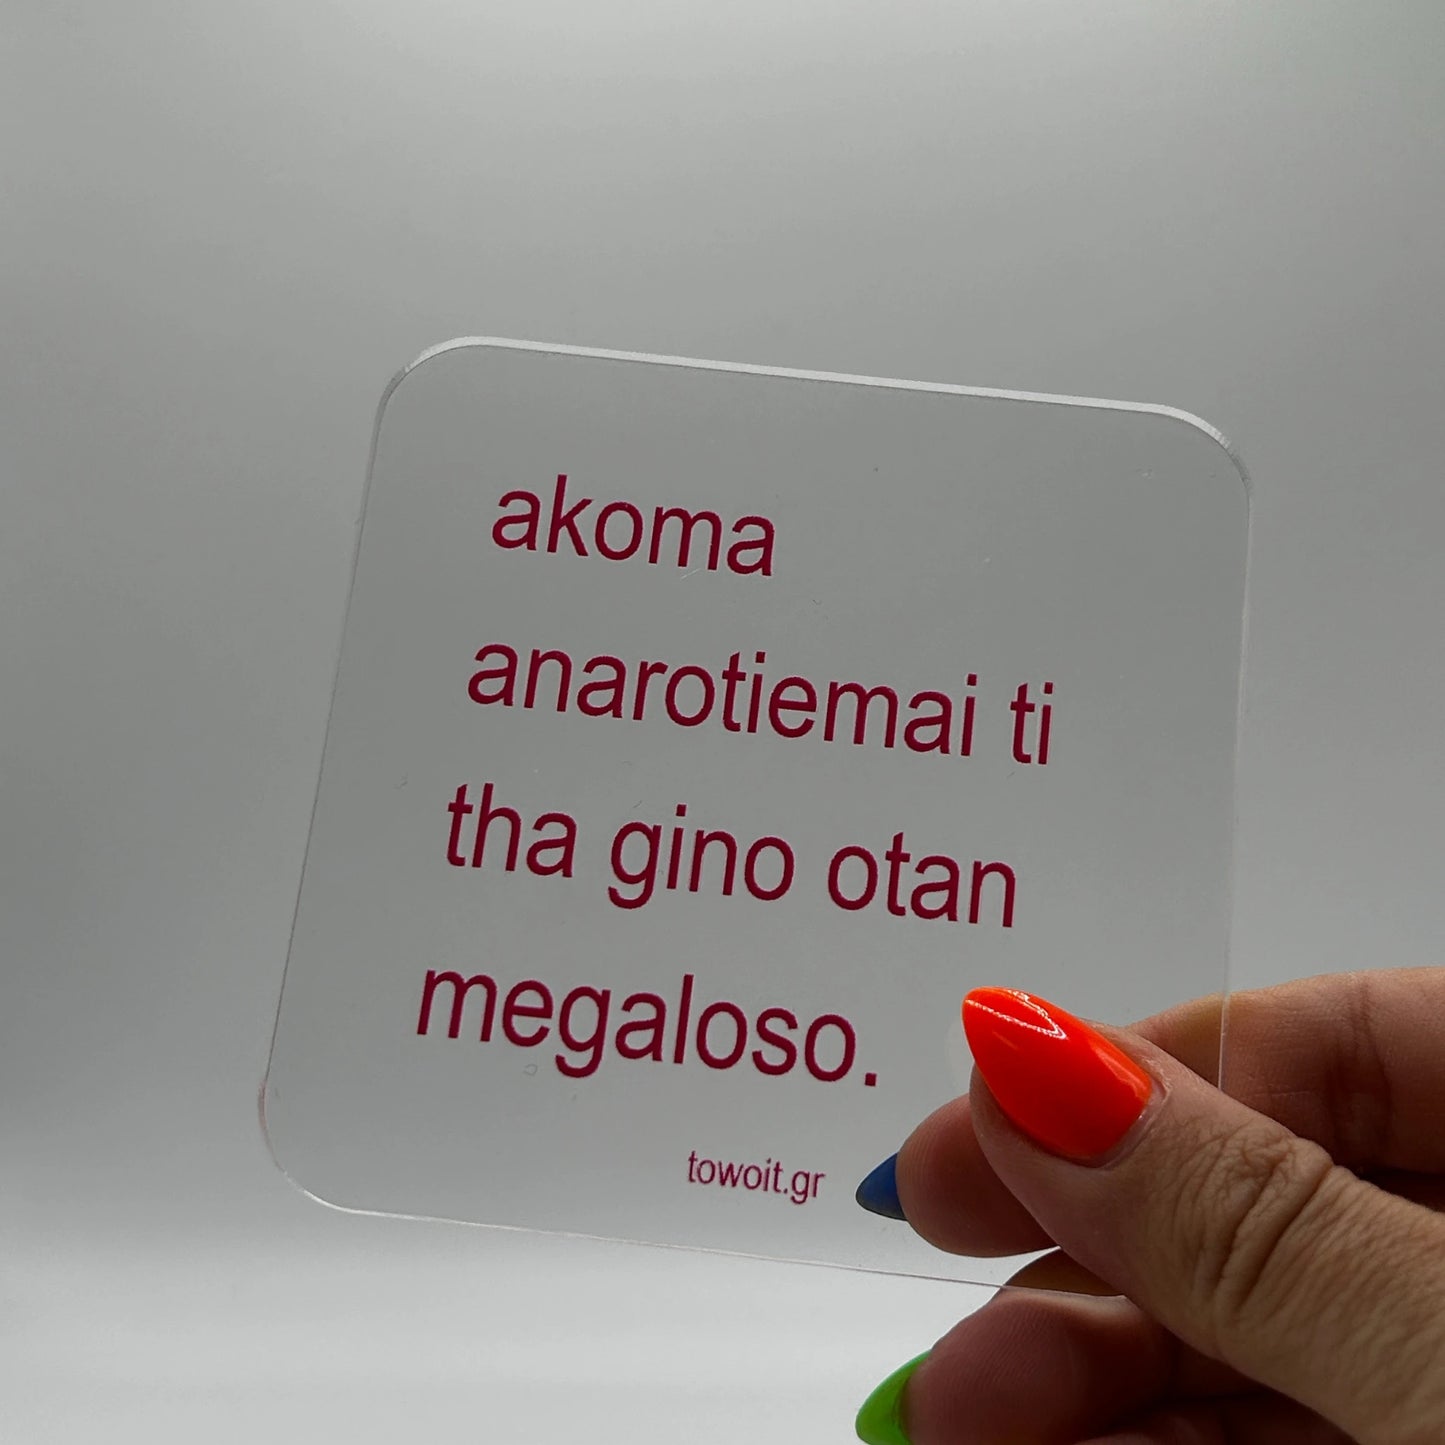 akoma
anarotiemai ti
tha gino otan
megaloso.
towoit.gr